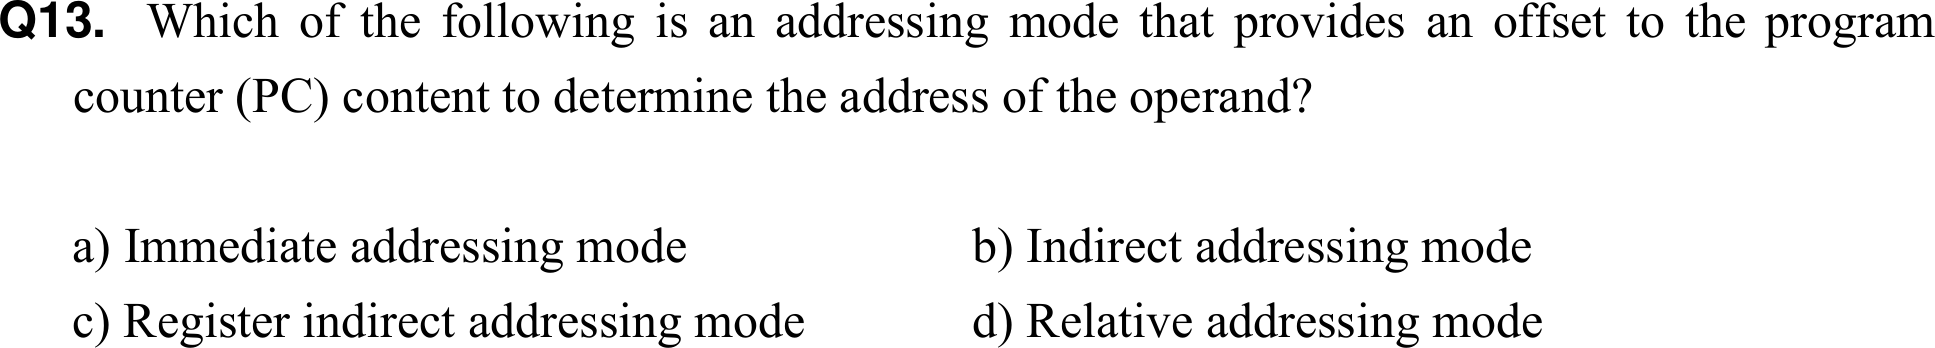 Q13. Which of the following is an addressing mode that provides an offset to the program
counter (PC) content to determine the address of the operand?
a) Immediate addressing mode b) Indirect addressing mode
c) Register indirect addressing mode d) Relative addressing mode